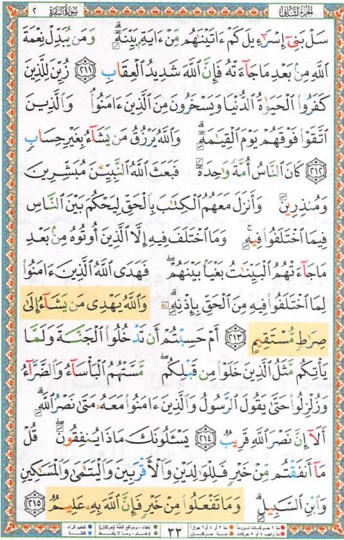 الجزء الثاني سورة البقرة ٢
سَلْ بَنِىٓ إِسْرَٰٓءِيلَ كَمْ ءَاتَيْنَٰهُم مِّنْ ءَايَةٍۭ بَيِّنَةٍۗ وَمَن يُبَدِّلْ نِعْمَةَ
ٱللَّهِ مِنۢ بَعْدِ مَا جَآءَتْهُ فَإِنَّ ٱللَّهَ شَدِيدُ ٱلْعِقَابِ ٢١١ زُيِّنَ لِلَّذِينَ
كَفَرُوا۟ ٱلْحَيَوٰةُ ٱلدُّنْيَا وَيَسْخَرُونَ مِنَ ٱلَّذِينَ ءَامَنُوا۟ۘ وَٱلَّذِينَ
ٱتَّقَوْا۟ فَوْقَهُمْ يَوْمَ ٱلْقِيَٰمَةِۗ وَٱللَّهُ يَرْزُقُ مَن يَشَآءُ بِغَيْرِ حِسَابٍ
٢١٢ كَانَ ٱلنَّاسُ أُمَّةً وَٰحِدَةً فَبَعَثَ ٱللَّهُ ٱلنَّبِيِّـۧنَ مُبَشِّرِينَ
وَمُنذِرِينَ وَأَنزَلَ مَعَهُمُ ٱلْكِتَٰبَ بِٱلْحَقِّ لِيَحْكُمَ بَيْنَ ٱلنَّاسِ
فِيمَا ٱخْتَلَفُوا۟ فِيهِۚ وَمَا ٱخْتَلَفَ فِيهِ إِلَّا ٱلَّذِينَ أُوتُوهُ مِنۢ بَعْدِ
مَا جَآءَتْهُمُ ٱلْبَيِّنَٰتُ بَغْيًۢا بَيْنَهُمْۖ فَهَدَى ٱللَّهُ ٱلَّذِينَ ءَامَنُوا۟
لِمَا ٱخْتَلَفُوا۟ فِيهِ مِنَ ٱلْحَقِّ بِإِذْنِهِۦۗ وَٱللَّهُ يَهْدِى مَن يَشَآءُ إِلَىٰ
صِرَٰطٍ مُّسْتَقِيمٍ ٢١٣ أَمْ حَسِبْتُمْ أَن تَدْخُلُوا۟ ٱلْجَنَّةَ وَلَمَّا
يَأْتِكُم مَّثَلُ ٱلَّذِينَ خَلَوْا۟ مِن قَبْلِكُمۖ مَّسَّتْهُمُ ٱلْبَأْسَآءُ وَٱلضَّرَّآءُ
وَزُلْزِلُوا۟ حَتَّىٰ يَقُولَ ٱلرَّسُولُ وَٱلَّذِينَ ءَامَنُوا۟ مَعَهُۥ مَتَىٰ نَصْرُ ٱللَّهِۗ
أَلَآ إِنَّ نَصْرَ ٱللَّهِ قَرِيبٌ ٢١٤ يَسْـَٔلُونَكَ مَاذَا يُنفِقُونَۖ قُلْ
مَآ أَنفَقْتُم مِّنْ خَيْرٍ فَلِلْوَٰلِدَيْنِ وَٱلْأَقْرَبِينَ وَٱلْيَتَٰمَىٰ وَٱلْمَسَٰكِينِ
وَٱبْنِ ٱلسَّبِيلِۗ وَمَا تَفْعَلُوا۟ مِنْ خَيْرٍ فَإِنَّ ٱللَّهَ بِهِۦ عَلِيمٌ ٢١٥
٣٣